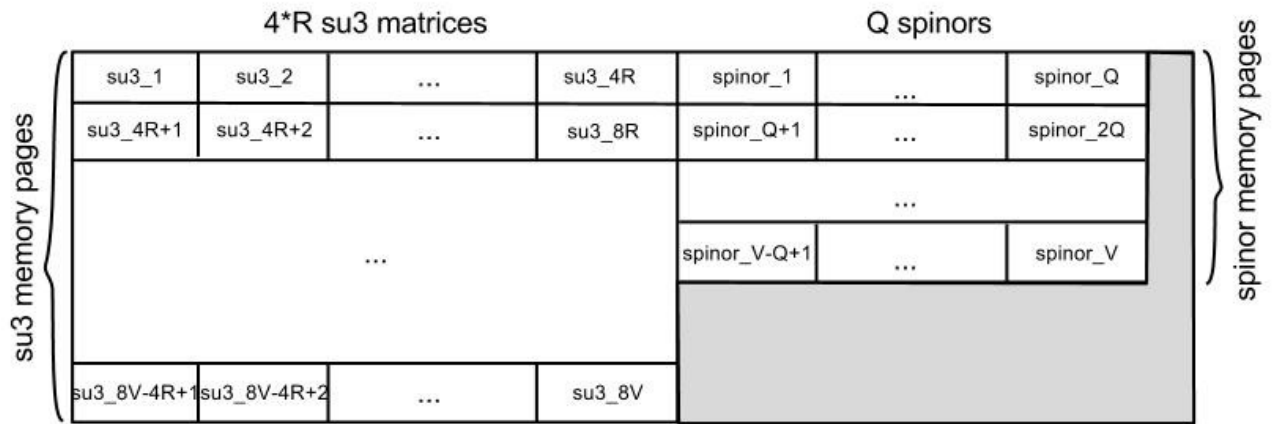 4*R su3 matrices
Q spinors
su3 memory pages
su3_1 su3_2 ... su3_4R spinor_1 ... spinor_Q
su3_4R+1 su3_4R+2 ... su3_8R spinor_Q+1 ... spinor_2Q
...
...
spinor_V-Q+1 ... spinor_V
su3_8V-4R+1 su3_8V-4R+2 ... su3_8V
spinor memory pages